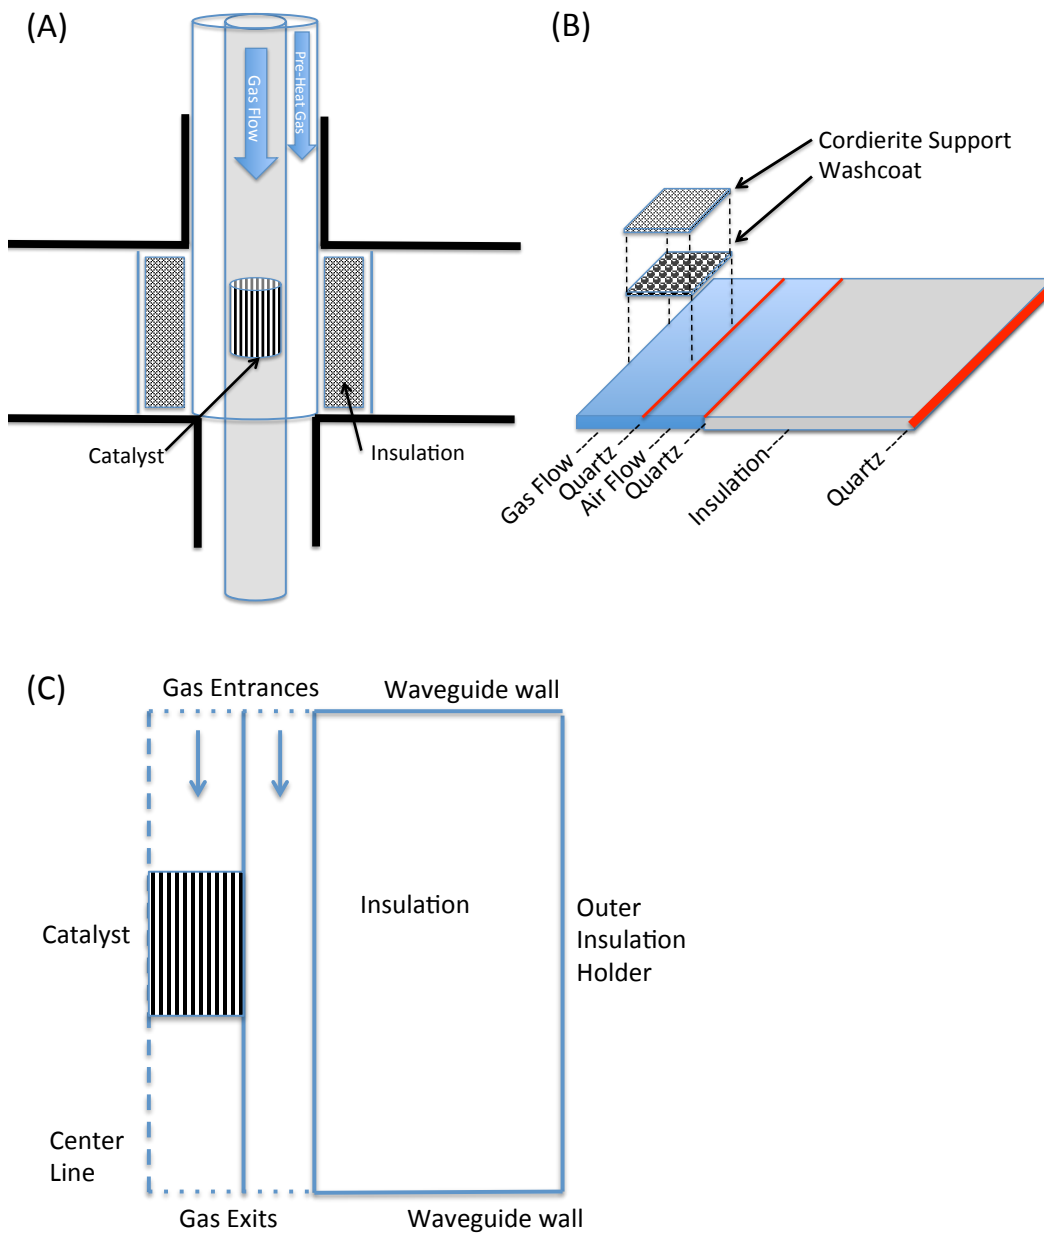 (A)
Gas Flow
Pre-Heat Gas
Catalyst
Insulation
(B)
Cordierite Support
Washcoat
Gas Flow
Quartz
Air Flow
Quartz
Insulation
Quartz
(C)
Gas Entrances
Waveguide wall
Catalyst
Insulation
Outer
Insulation
Holder
Center
Line
Gas Exits
Waveguide wall